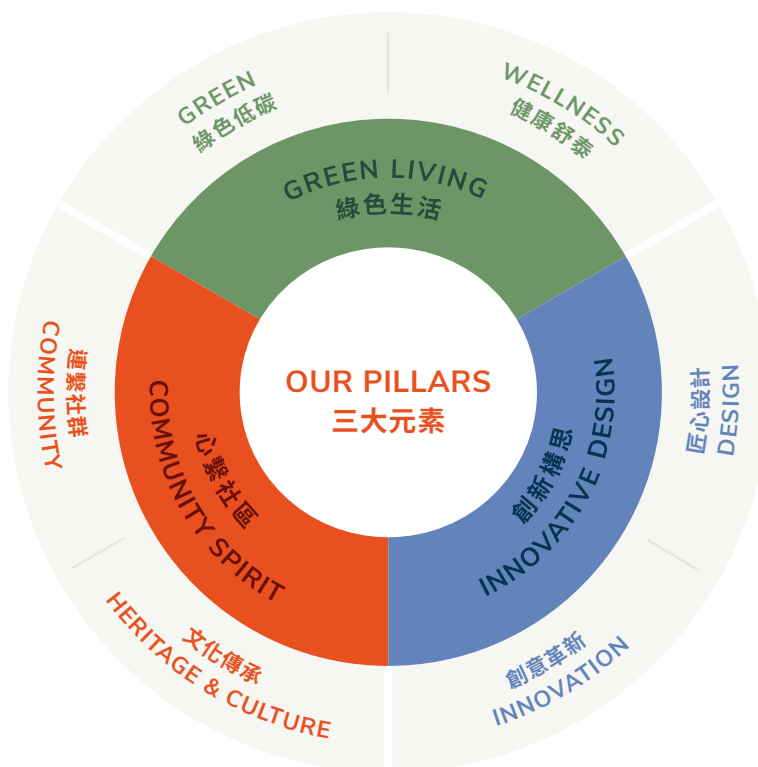 OUR PILLARS
三大元素
GREEN LIVING
綠色生活
GREEN
綠色低碳
WELLNESS
健康舒泰
創新構思
INNOVATIVE DESIGN
匠心設計
DESIGN
創意革新
INNOVATION
心繫社區
COMMUNITY SPIRIT
文化傳承
HERITAGE & CULTURE
連繫社群
COMMUNITY